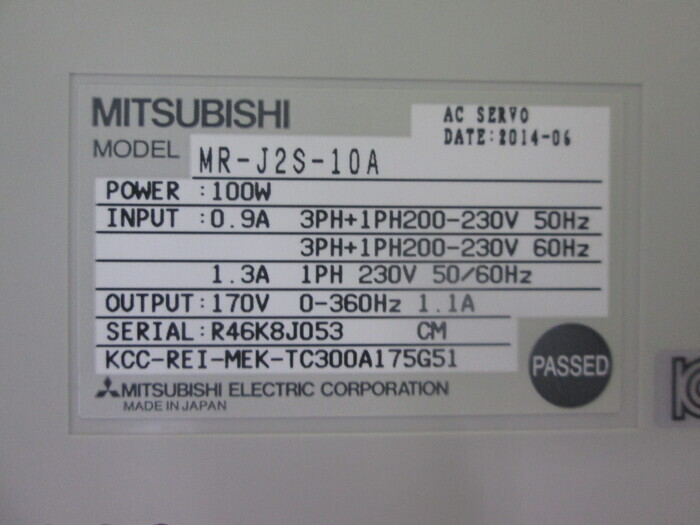 MITSUBISHI
AC SERVO
DATE:2014-06
MODEL MR-J2S-10A
POWER :100W
INPUT :0.9A 3PH+1PH200-230V 50Hz
3PH+1PH200-230V 60Hz
1.3A 1PH 230V 50/60Hz
OUTPUT:170V 0-360Hz 1.1A
SERIAL:R46K8J053 CM
KCC-REI-MEK-TC300A175G51
PASSED
MITSUBISHI ELECTRIC CORPORATION
MADE IN JAPAN